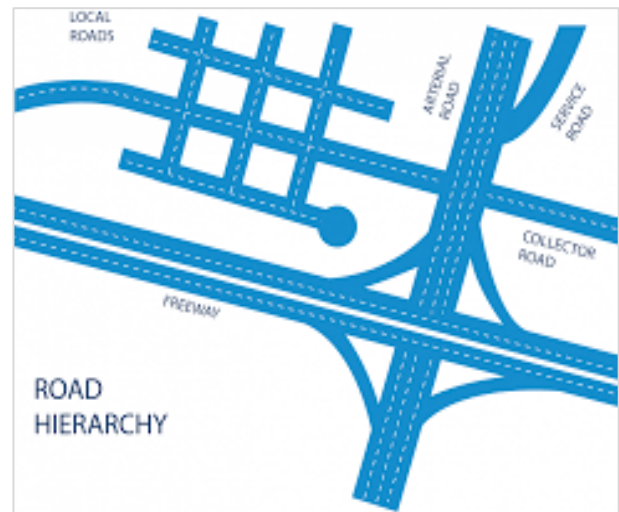 LOCAL
ROADS
ARTERIAL
ROAD
SERVICE
ROAD
COLLECTOR
ROAD
FREEWAY
ROAD
HIERARCHY